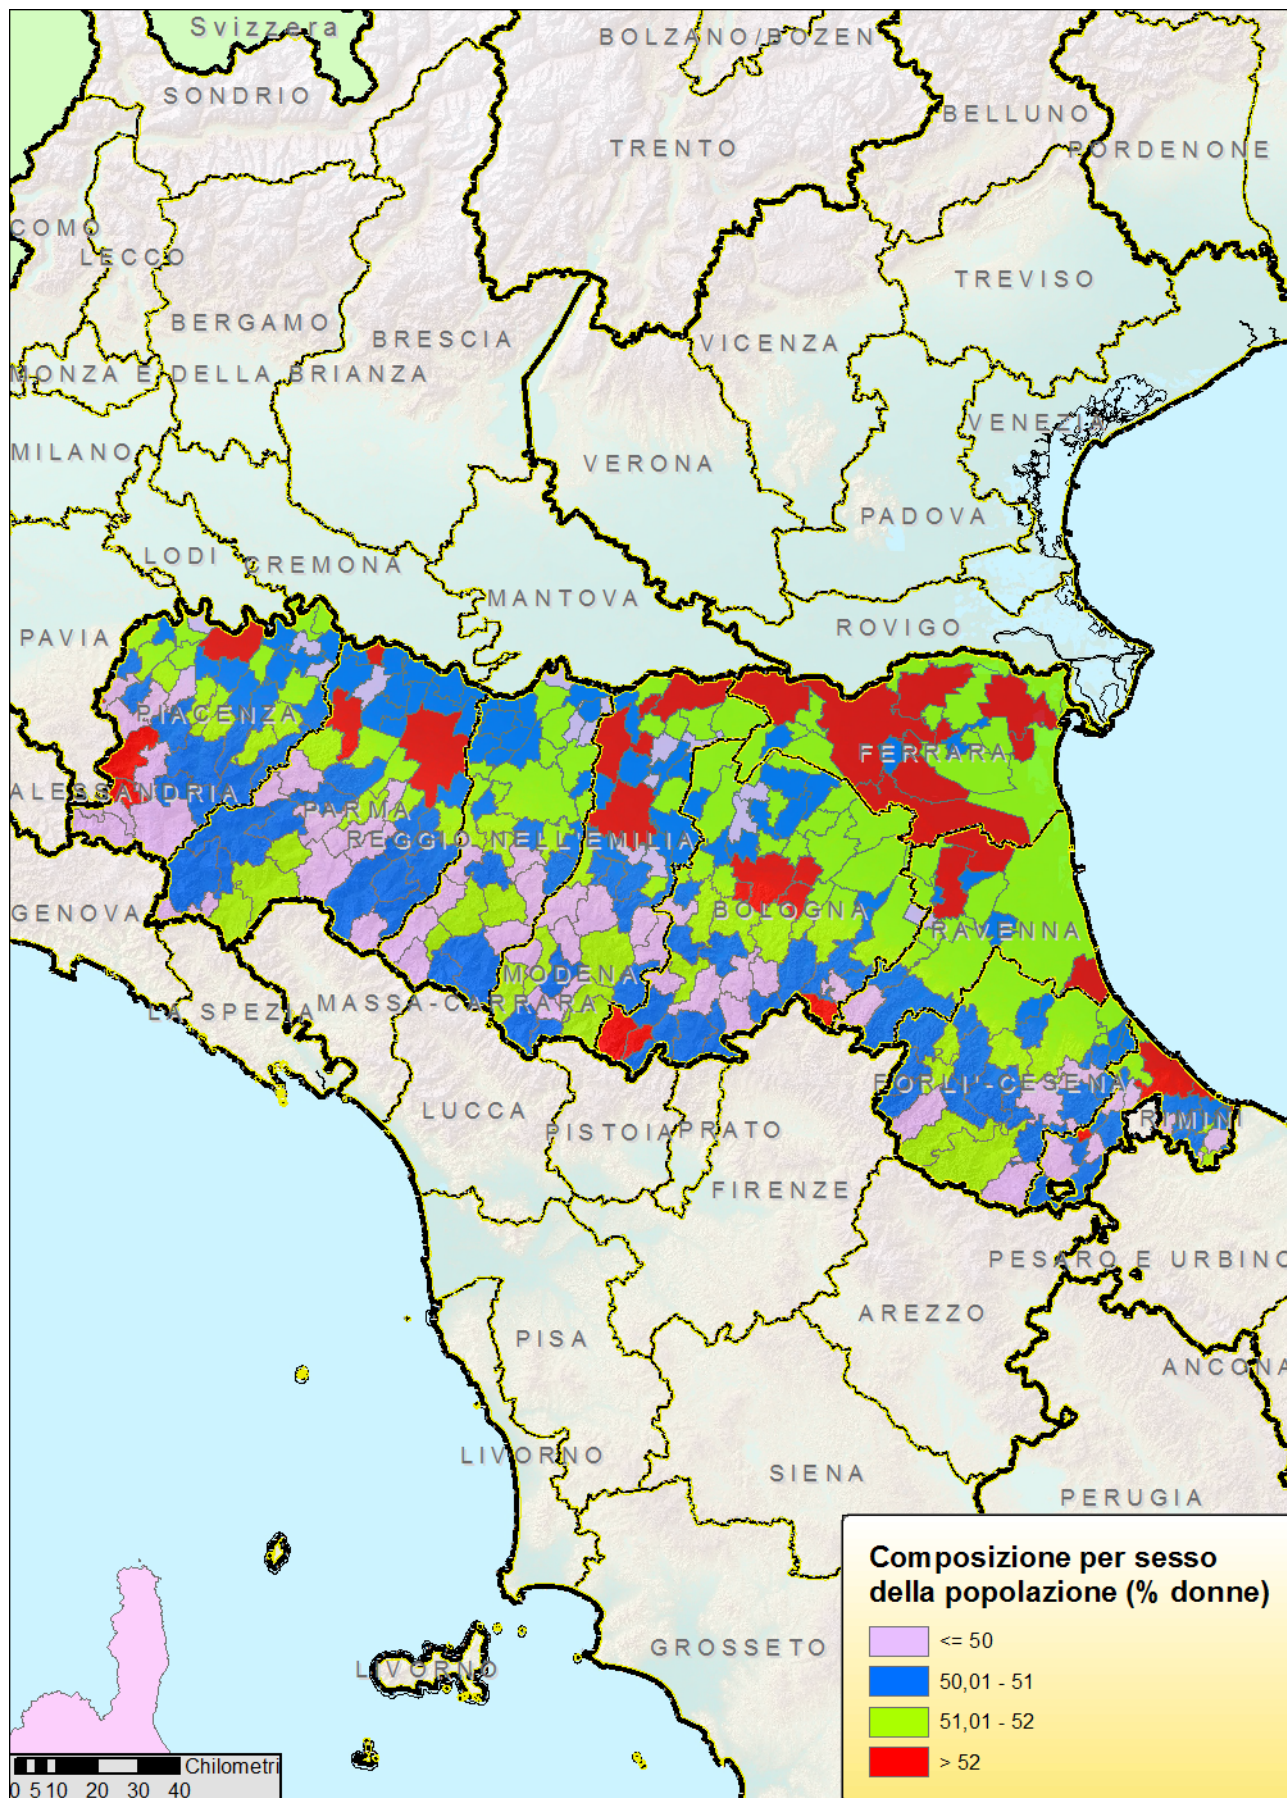 Svizzera
BOLZANO/BOZEN
SONDRIO
BELLUNO
TRENTO
PORDENONE
COMO
LECCO
TREVISO
BERGAMO
BRESCIA
VICENZA
MONZA E DELLA BRIANZA
VENEZIA
MILANO
VERONA
PADOVA
LODI
CREMONA
MANTOVA
PAVIA
ROVIGO
PIACENZA
FERRARA
ALESSANDRIA
PARMA
REGGIO NELL'EMILIA
GENOVA
BOLOGNA
RAVENNA
MODENA
LA SPEZIA
MASSA-CARRARA
FORLI'-CESENA
LUCCA
RIMINI
PISTOIA
PRATO
FIRENZE
PESARO E URBINO
AREZZO
PISA
ANCONA
LIVORNO
SIENA
PERUGIA
GROSSETO
LIVORNO
Composizione per sesso
della popolazione (% donne)
<= 50
50,01 - 51
51,01 - 52
> 52
Chilometri
0 5 10 20 30 40